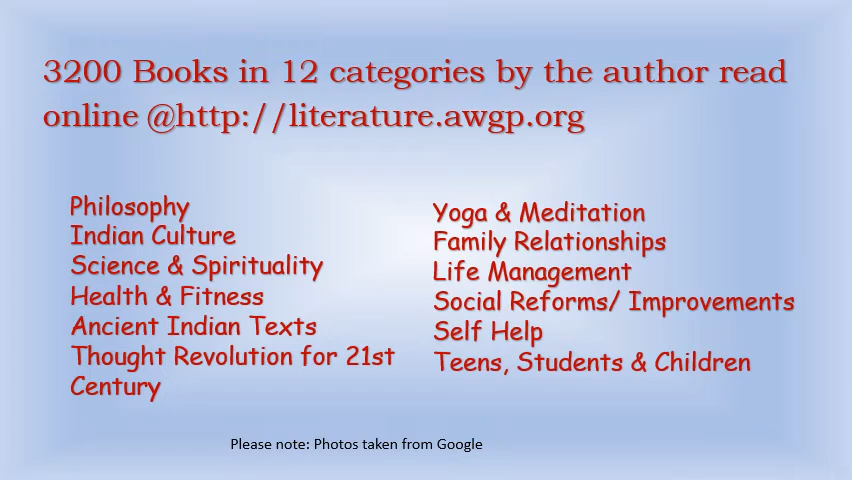 3200 Books in 12 categories by the author read
online @http://literature.awgp.org
Philosophy
Indian Culture
Science & Spirituality
Health & Fitness
Ancient Indian Texts
Thought Revolution for 21st
Century
Yoga & Meditation
Family Relationships
Life Management
Social Reforms/ Improvements
Self Help
Teens, Students & Children
Please note: Photos taken from Google